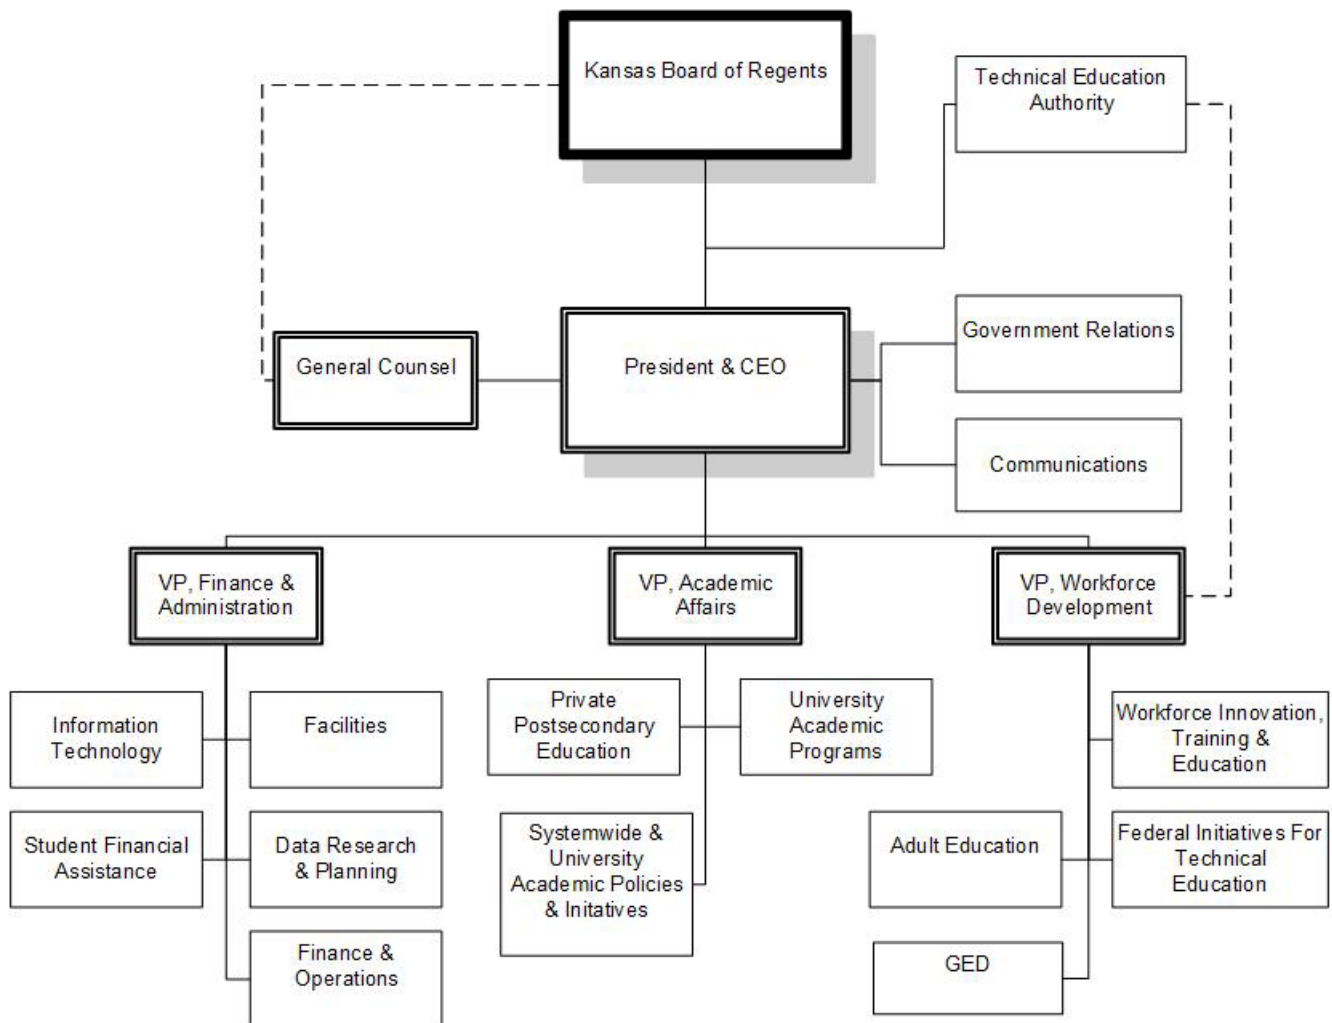 Kansas Board of Regents
Technical Education
Authority
General Counsel
President & CEO
Government Relations
Communications
VP, Finance &
Administration
VP, Academic
Affairs
VP, Workforce
Development
Information
Technology
Facilities
Student Financial
Assistance
Data Research
& Planning
Finance &
Operations
Private
Postsecondary
Education
University
Academic
Programs
Systemwide &
University
Academic Policies
& Initatives
Workforce Innovation,
Training &
Education
Adult Education
Federal Initiatives For
Technical
Education
GED